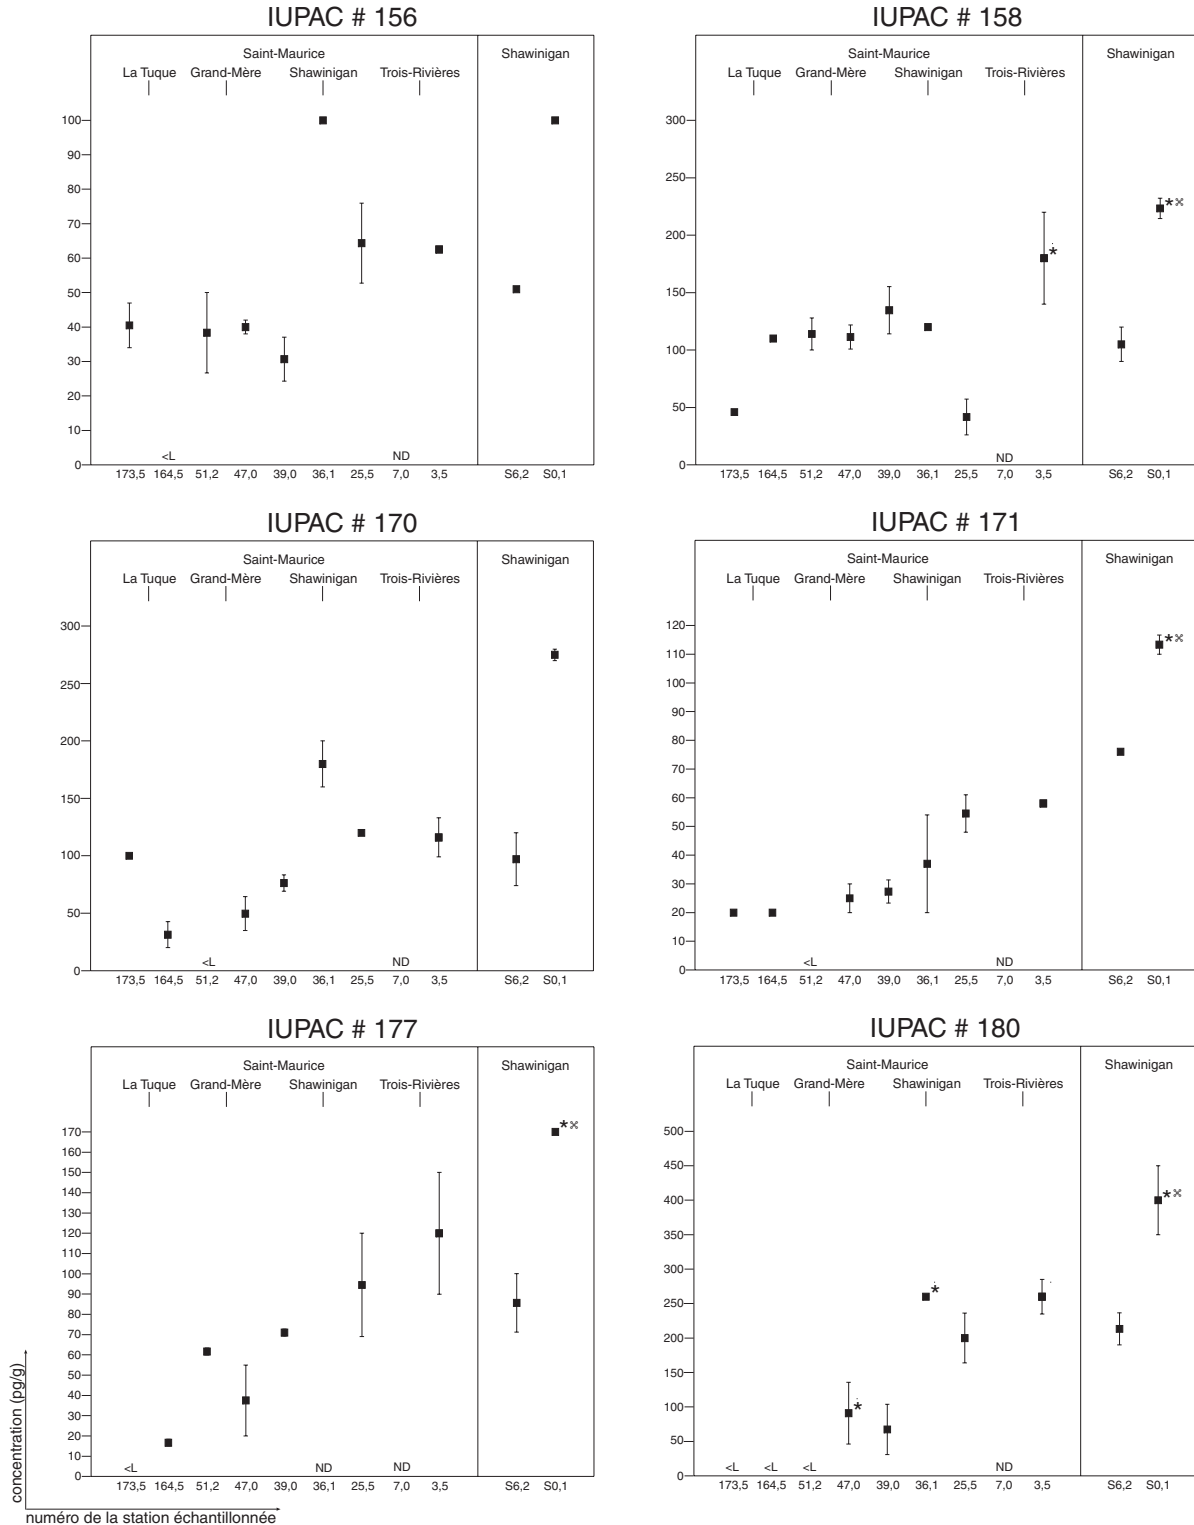 IUPAC # 156
Saint-Maurice
Shawinigan
La Tuque Grand-Mère Shawinigan Trois-Rivières
100
90
80
70
60
50
40
30
20
10
0
<L ND
173,5 164,5 51,2 47,0 39,0 36,1 25,5 7,0 3,5 S6,2 S0,1
IUPAC # 158
Saint-Maurice
Shawinigan
La Tuque Grand-Mère Shawinigan Trois-Rivières
300
250
200
150
100
50
0
*⌘
*
ND
173,5 164,5 51,2 47,0 39,0 36,1 25,5 7,0 3,5 S6,2 S0,1
IUPAC # 170
Saint-Maurice
Shawinigan
La Tuque Grand-Mère Shawinigan Trois-Rivières
300
250
200
150
100
50
0
<L ND
173,5 164,5 51,2 47,0 39,0 36,1 25,5 7,0 3,5 S6,2 S0,1
IUPAC # 171
Saint-Maurice
Shawinigan
La Tuque Grand-Mère Shawinigan Trois-Rivières
120
110
100
90
80
70
60
50
40
30
20
10
0
*⌘
<L ND
173,5 164,5 51,2 47,0 39,0 36,1 25,5 7,0 3,5 S6,2 S0,1
IUPAC # 177
Saint-Maurice
Shawinigan
La Tuque Grand-Mère Shawinigan Trois-Rivières
170
160
150
140
130
120
110
100
90
80
70
60
50
40
30
20
10
0
*⌘
<L ND ND
173,5 164,5 51,2 47,0 39,0 36,1 25,5 7,0 3,5 S6,2 S0,1
IUPAC # 180
Saint-Maurice
Shawinigan
La Tuque Grand-Mère Shawinigan Trois-Rivières
500
450
400
350
300
250
200
150
100
50
0
*⌘
*
*
<L <L <L ND
173,5 164,5 51,2 47,0 39,0 36,1 25,5 7,0 3,5 S6,2 S0,1
concentration (pg/g)
numéro de la station échantillonnée